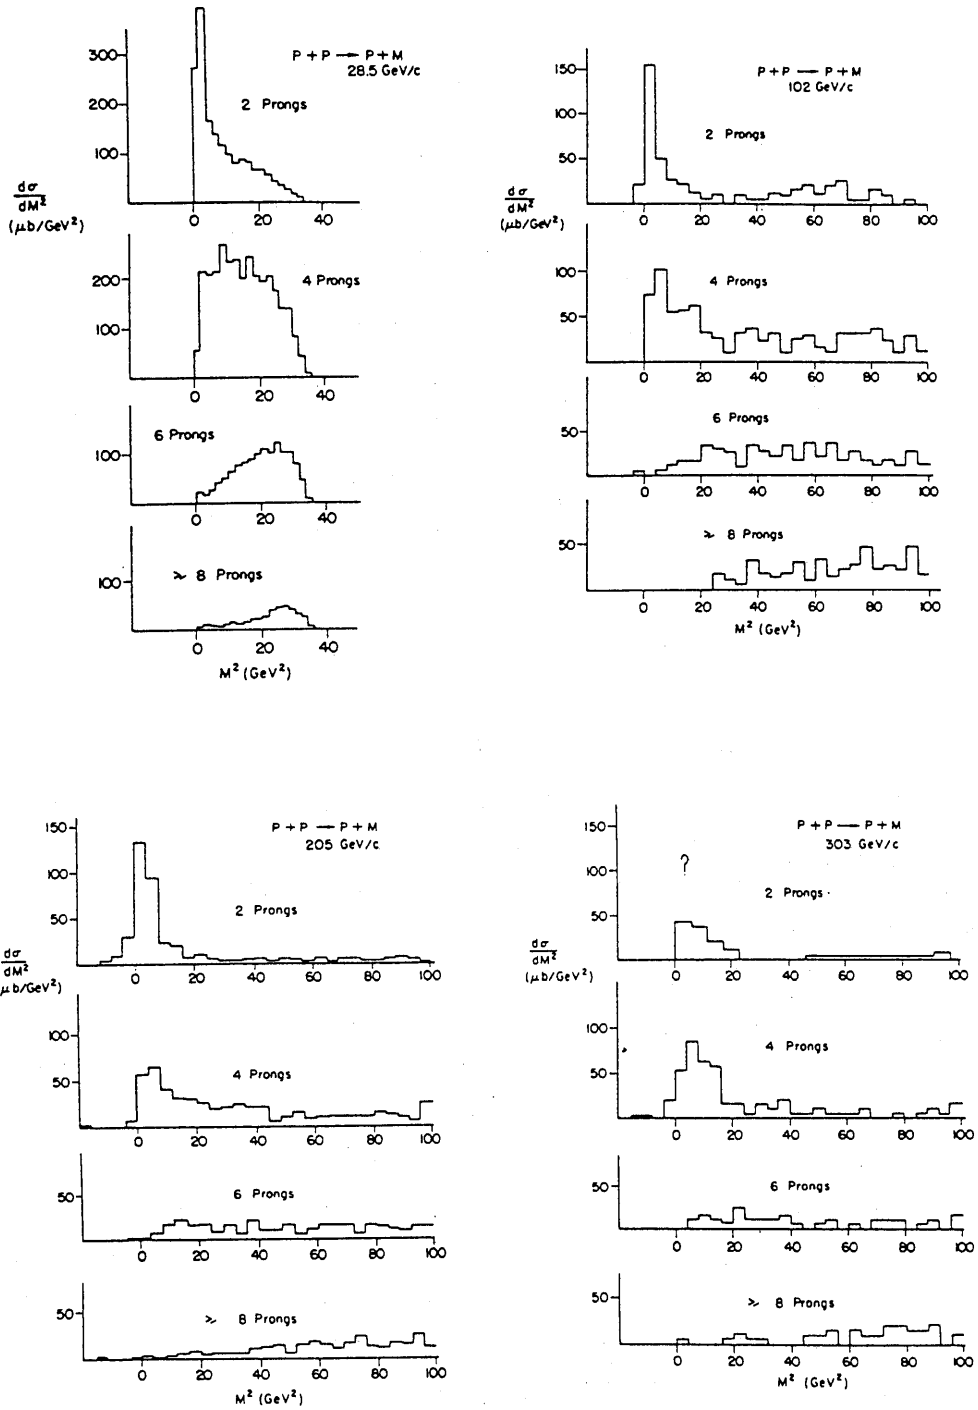 P + P → P + M
28.5 GeV/c
300
200
100
2 Prongs
0 20 40
dσ
dM²
(μb/GeV²)
200
100
4 Prongs
0 20 40
6 Prongs
100
0 20 40
100
≥ 8 Prongs
0 20 40
M² (GeV²)
P + P → P + M
102 GeV/c
150
100
50
2 Prongs
0 20 40 60 80 100
dσ
dM²
(μb/GeV²)
100
50
4 Prongs
0 20 40 60 80 100
6 Prongs
50
0 20 40 60 80 100
≥ 8 Prongs
50
0 20 40 60 80 100
M² (GeV²)
P + P → P + M
205 GeV/c
150
100
50
2 Prongs
0 20 40 60 80 100
dσ
dM²
(μb/GeV²)
100
50
4 Prongs
0 20 40 60 80 100
6 Prongs
50
0 20 40 60 80 100
≥ 8 Prongs
50
0 20 40 60 80 100
M² (GeV²)
P + P → P + M
303 GeV/c
150
100
50
?
2 Prongs
0 20 40 60 80 100
dσ
dM²
(μb/GeV²)
100
50
4 Prongs
0 20 40 60 80 100
6 Prongs
50
0 20 40 60 80 100
≥ 8 Prongs
50
0 20 40 60 80 100
M² (GeV²)